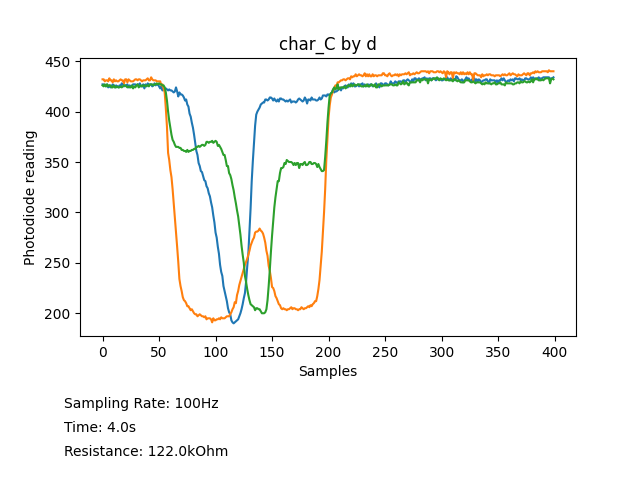 char_C by d
450
400
350
300
250
200
Photodiode reading
0 50 100 150 200 250 300 350 400
Samples
Sampling Rate: 100Hz
Time: 4.0s
Resistance: 122.0kOhm